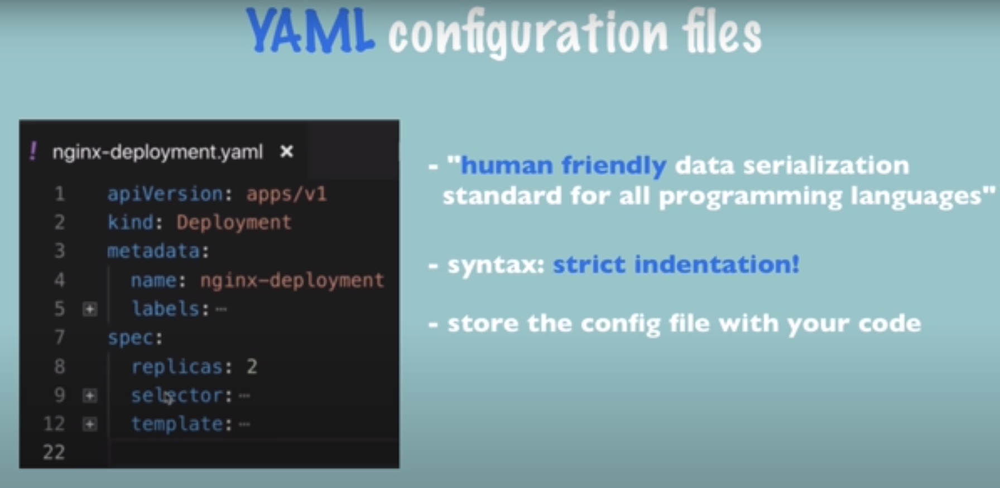 YAML configuration files
! nginx-deployment.yaml ×
1 apiVersion: apps/v1
2 kind: Deployment
3 metadata:
4 name: nginx-deployment
5 + labels: ···
7 spec:
8 replicas: 2
9 + selector: ···
12 + template: ···
22
- "human friendly data serialization
standard for all programming languages"
- syntax: strict indentation!
- store the config file with your code